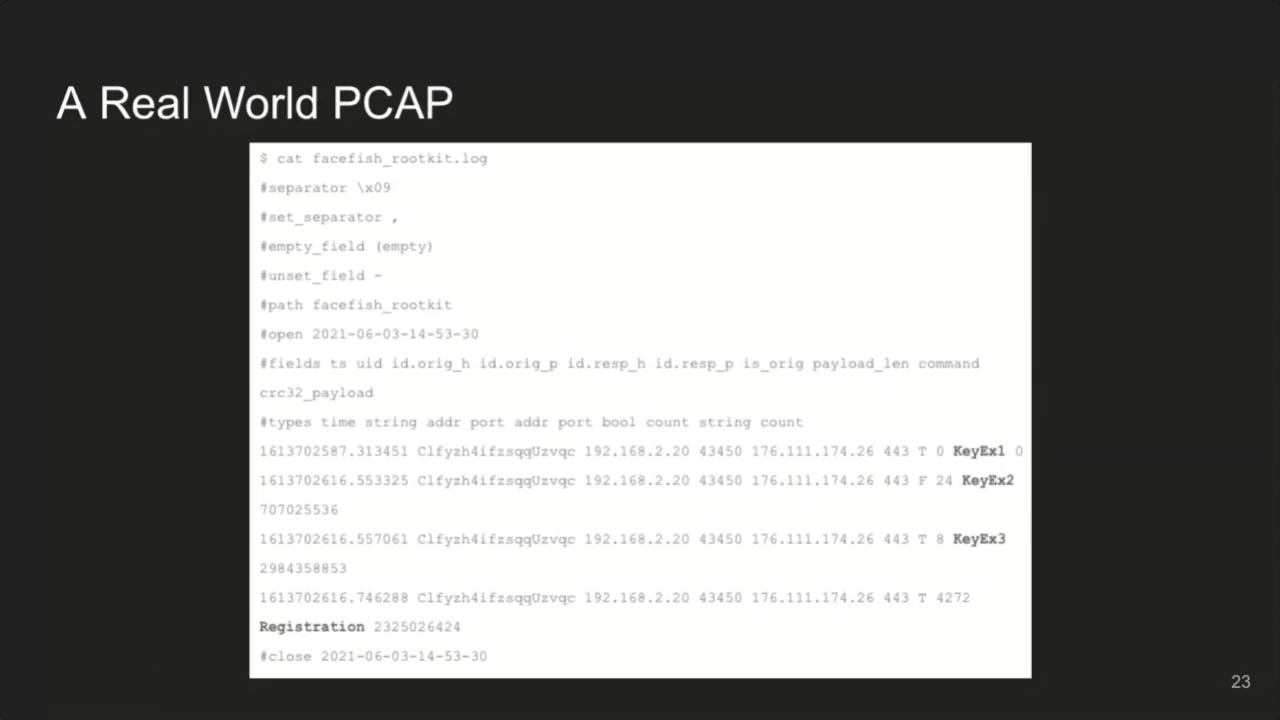 A Real World PCAP
$ cat facefish_rootkit.log
#separator \x09
#set_separator ,
#empty_field (empty)
#unset_field -
#path facefish_rootkit
#open 2021-06-03-14-53-30
#fields ts uid id.orig_h id.orig_p id.resp_h id.resp_p is_orig payload_len command
crc32_payload
#types time string addr port addr port bool count string count
1613702587.313451 Clfyzh4ifzsqqUzvqc 192.168.2.20 43450 176.111.174.26 443 T 0 KeyEx1 0
1613702616.553325 Clfyzh4ifzsqqUzvqc 192.168.2.20 43450 176.111.174.26 443 F 24 KeyEx2
707025536
1613702616.557061 Clfyzh4ifzsqqUzvqc 192.168.2.20 43450 176.111.174.26 443 T 8 KeyEx3
2984358853
1613702616.746288 Clfyzh4ifzsqqUzvqc 192.168.2.20 43450 176.111.174.26 443 T 4272
Registration 2325026424
#close 2021-06-03-14-53-30
23